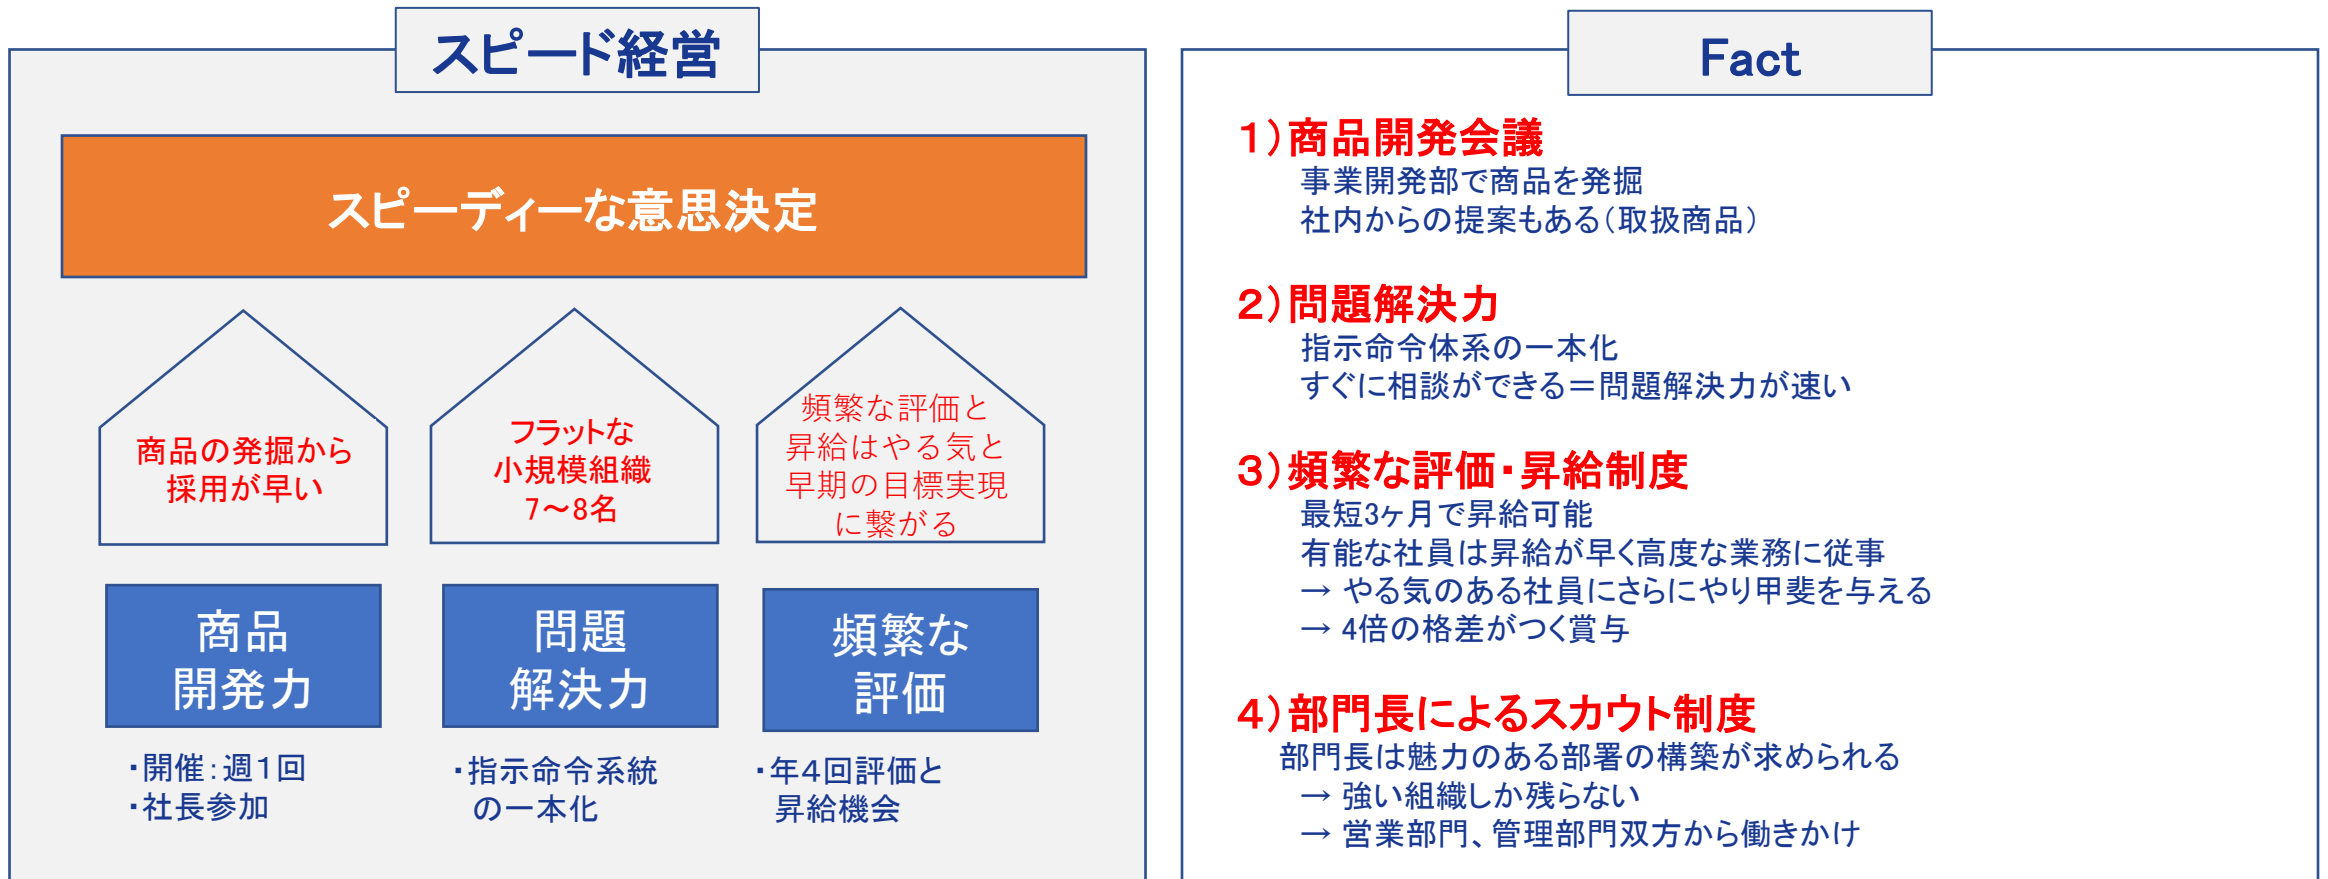 スピード経営
スピーディーな意思決定
商品の発掘から
採用が早い
フラットな
小規模組織
7～8名
頻繁な評価と
昇給はやる気と
早期の目標実現
に繋がる
商品
開発力
問題
解決力
頻繁な
評価
・開催：週１回
・社長参加
・指示命令系統
の一本化
・年４回評価と
昇給機会
Fact
１）商品開発会議
事業開発部で商品を発掘
社内からの提案もある（取扱商品）
２）問題解決力
指示命令体系の一本化
すぐに相談ができる＝問題解決力が速い
３）頻繁な評価・昇給制度
最短3ヶ月で昇給可能
有能な社員は昇給が早く高度な業務に従事
→ やる気のある社員にさらにやり甲斐を与える
→ 4倍の格差がつく賞与
４）部門長によるスカウト制度
部門長は魅力のある部署の構築が求められる
→ 強い組織しか残らない
→ 営業部門、管理部門双方から働きかけ